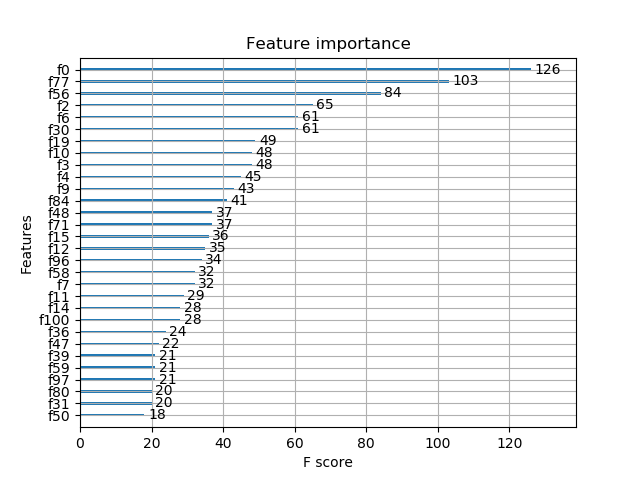 Feature importance
f0 126
f77 103
f56 84
f2 65
f6 61
f30 61
f19 49
f10 48
f3 48
f4 45
f9 43
f84 41
f48 37
f71 37
f15 36
f12 35
f96 34
f58 32
f7 32
f11 29
f14 28
f100 28
f36 24
f47 22
f39 21
f59 21
f97 21
f80 20
f31 20
f50 18
Features
0 20 40 60 80 100 120
F score